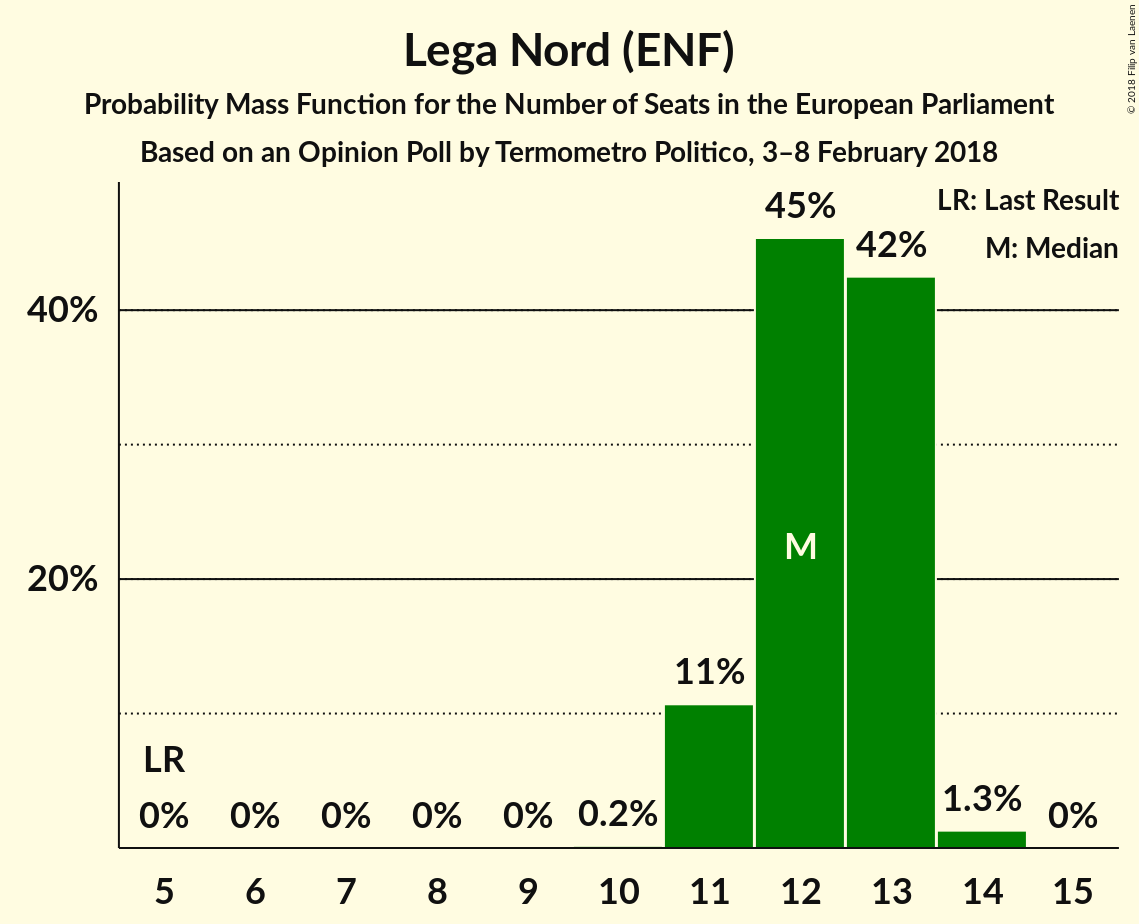 Lega Nord (ENF)
Probability Mass Function for the Number of Seats in the European Parliament
Based on an Opinion Poll by Termometro Politico, 3–8 February 2018
© 2018 Filip van Laenen
LR: Last Result
M: Median
45%
42%
40%
20%
M
11%
LR
0% 0% 0% 0% 0% 0.2% 1.3% 0%
5 6 7 8 9 10 11 12 13 14 15